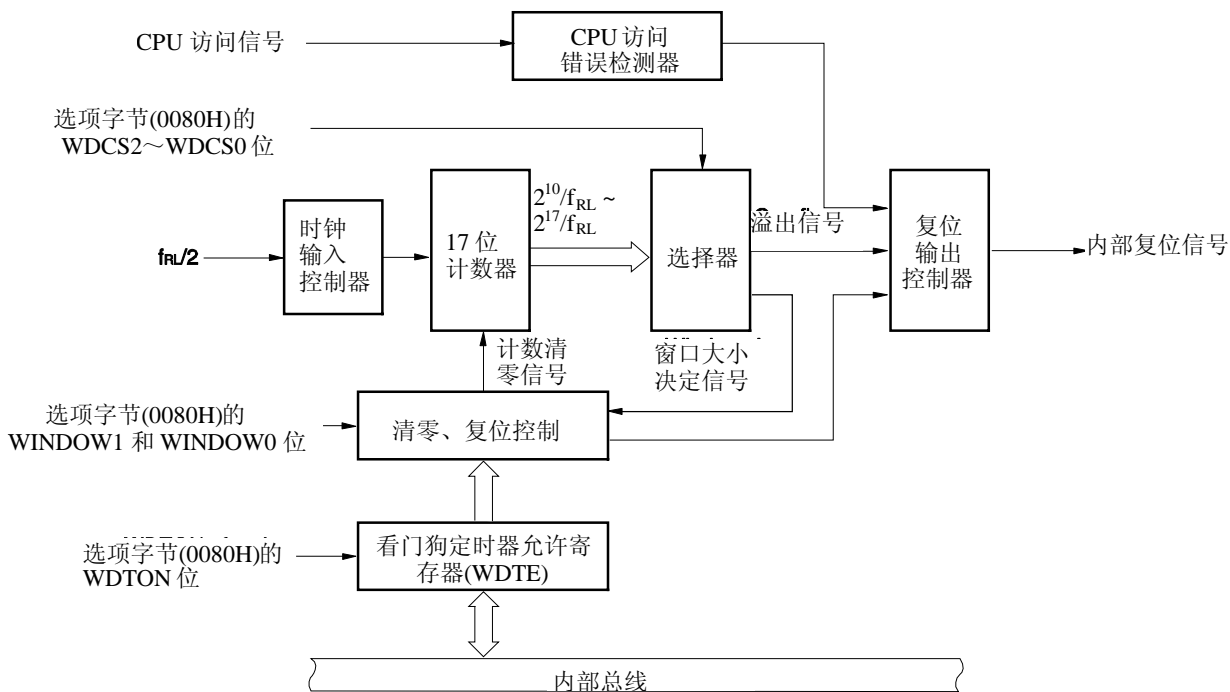 CPU 访问信号
CPU 访问
错误检测器
选项字节(0080H)的
WDCS2～WDCS0 位
2^10/fRL ~
2^17/fRL
fRL/2
时钟
输入
控制器
17 位
计数器
选择器
溢出信号
复位
输出
控制器
内部复位信号
计数清
零信号
窗口大小
决定信号
选项字节(0080H)的
WINDOW1 和 WINDOW0 位
清零、复位控制
选项字节(0080H)的
WDTON 位
看门狗定时器允许寄
存器(WDTE)
内部总线